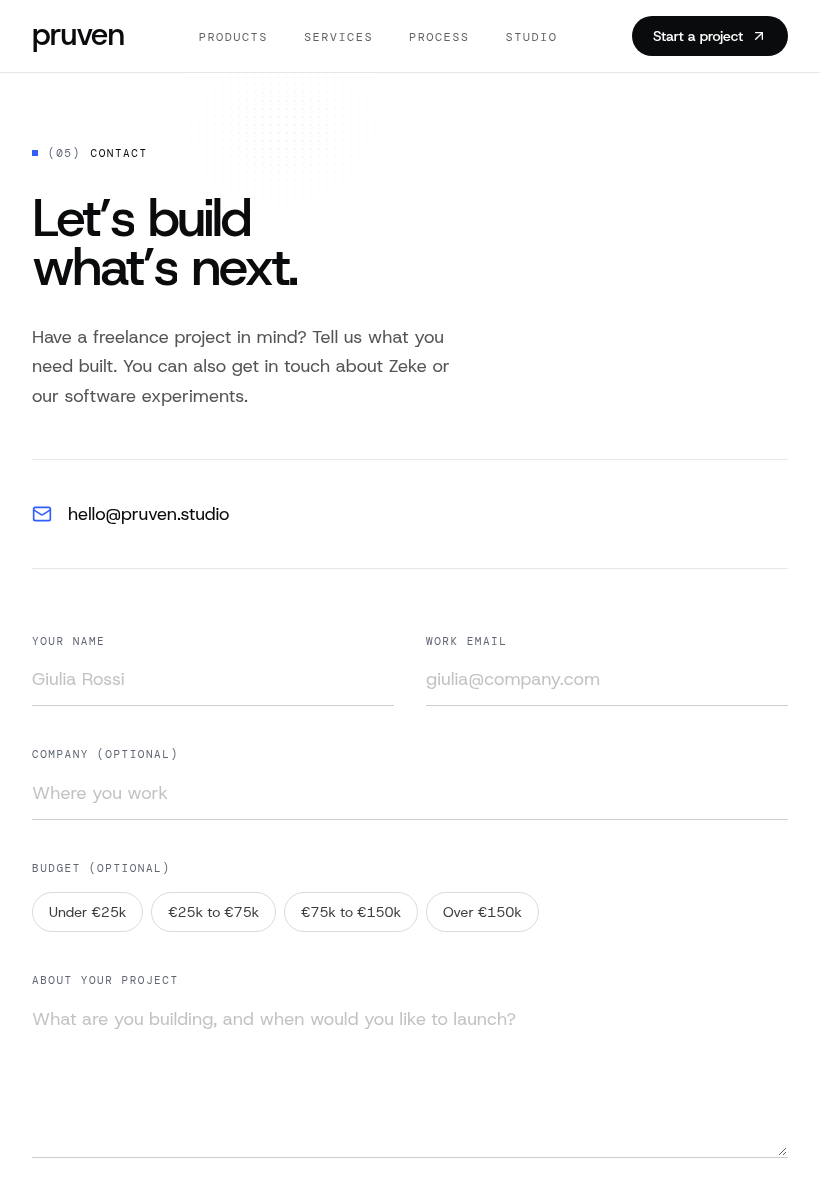 pruven
PRODUCTS SERVICES PROCESS STUDIO
Start a project
(05) CONTACT
Let’s build
what’s next.
Have a freelance project in mind? Tell us what you
need built. You can also get in touch about Zeke or
our software experiments.
hello@pruven.studio
YOUR NAME
Giulia Rossi
WORK EMAIL
giulia@company.com
COMPANY (OPTIONAL)
Where you work
BUDGET (OPTIONAL)
Under €25k €25k to €75k €75k to €150k Over €150k
ABOUT YOUR PROJECT
What are you building, and when would you like to launch?